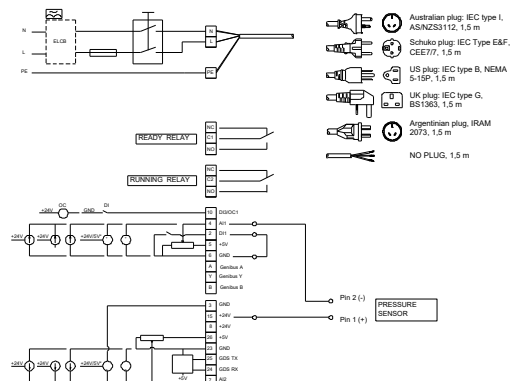 N
ELCB
L
PE
N
L
PE
Australian plug: IEC type I,
AS/NZS3112, 1,5 m
Schuko plug: IEC Type E&F,
CEE7/7, 1,5 m
US plug: IEC type B, NEMA
5-15P, 1,5 m
UK plug: IEC type G,
BS1363, 1,5 m
Argentinian plug, IRAM
2073, 1,5 m
NO PLUG, 1,5 m
READY RELAY
NC
C1
NO
RUNNING RELAY
NC
C2
NO
+24V
OC
GND
DI
10 DI3/OC1
4 AI1
2 DI1
5 +5V
6 GND
A Genibus A
Y Genibus Y
B Genibus B
+24V
+24V
+24V/5V*
3 GND
15 +24V
8 +24V
26 +5V
23 GND
25 GDS TX
24 GDS RX
7 AI2
+5V
+24V
+24V
+24V/5V*
Pin 2 (-)
Pin 1 (+)
PRESSURE
SENSOR